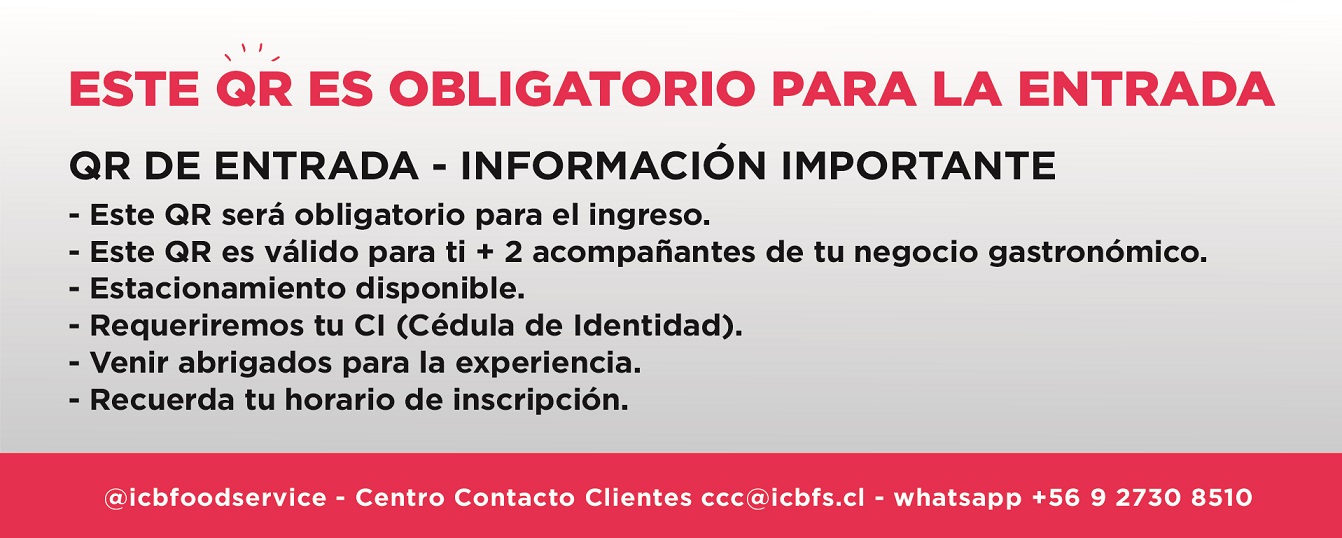 ESTE QR ES OBLIGATORIO PARA LA ENTRADA
QR DE ENTRADA - INFORMACIÓN IMPORTANTE
- Este QR será obligatorio para el ingreso.
- Este QR es válido para ti + 2 acompañantes de tu negocio gastronómico.
- Estacionamiento disponible.
- Requeriremos tu CI (Cédula de Identidad).
- Venir abrigados para la experiencia.
- Recuerda tu horario de inscripción.
@icbfoodservice - Centro Contacto Clientes ccc@icbfs.cl - whatsapp +56 9 2730 8510